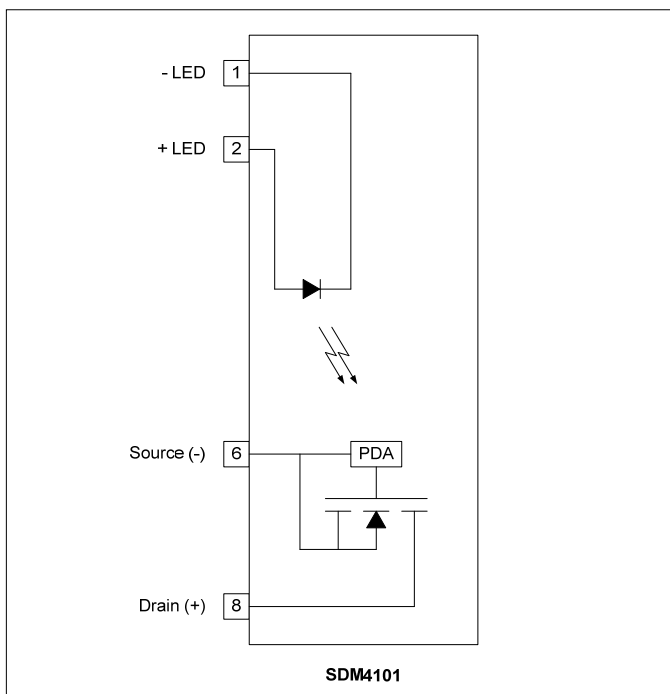 - LED 1
+ LED 2
Source (-) 6 PDA
Drain (+) 8
SDM4101